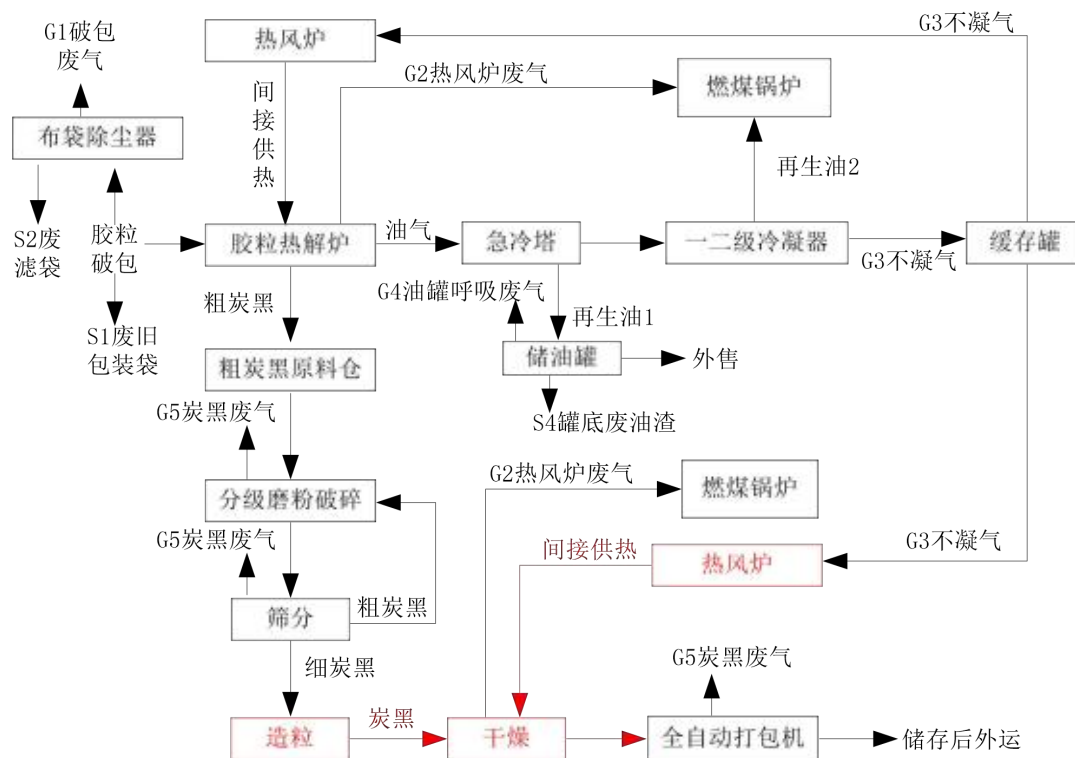 G1破包
废气
热风炉
G3不凝气
G2热风炉废气
燃煤锅炉
布袋除尘器
间
接
供
热
再生油2
S2废
滤袋
胶粒
破包
胶粒热解炉
油气
急冷塔
一二级冷凝器
G3不凝气
缓存罐
S1废旧
包装袋
粗炭黑
G4油罐呼吸废气
再生油1
粗炭黑原料仓
储油罐
外售
G5炭黑废气
S4罐底废油渣
分级磨粉破碎
G2热风炉废气
燃煤锅炉
G5炭黑废气
间接供热
热风炉
G3不凝气
筛分
粗炭黑
细炭黑
G5炭黑废气
造粒
炭黑
干燥
全自动打包机
储存后外运